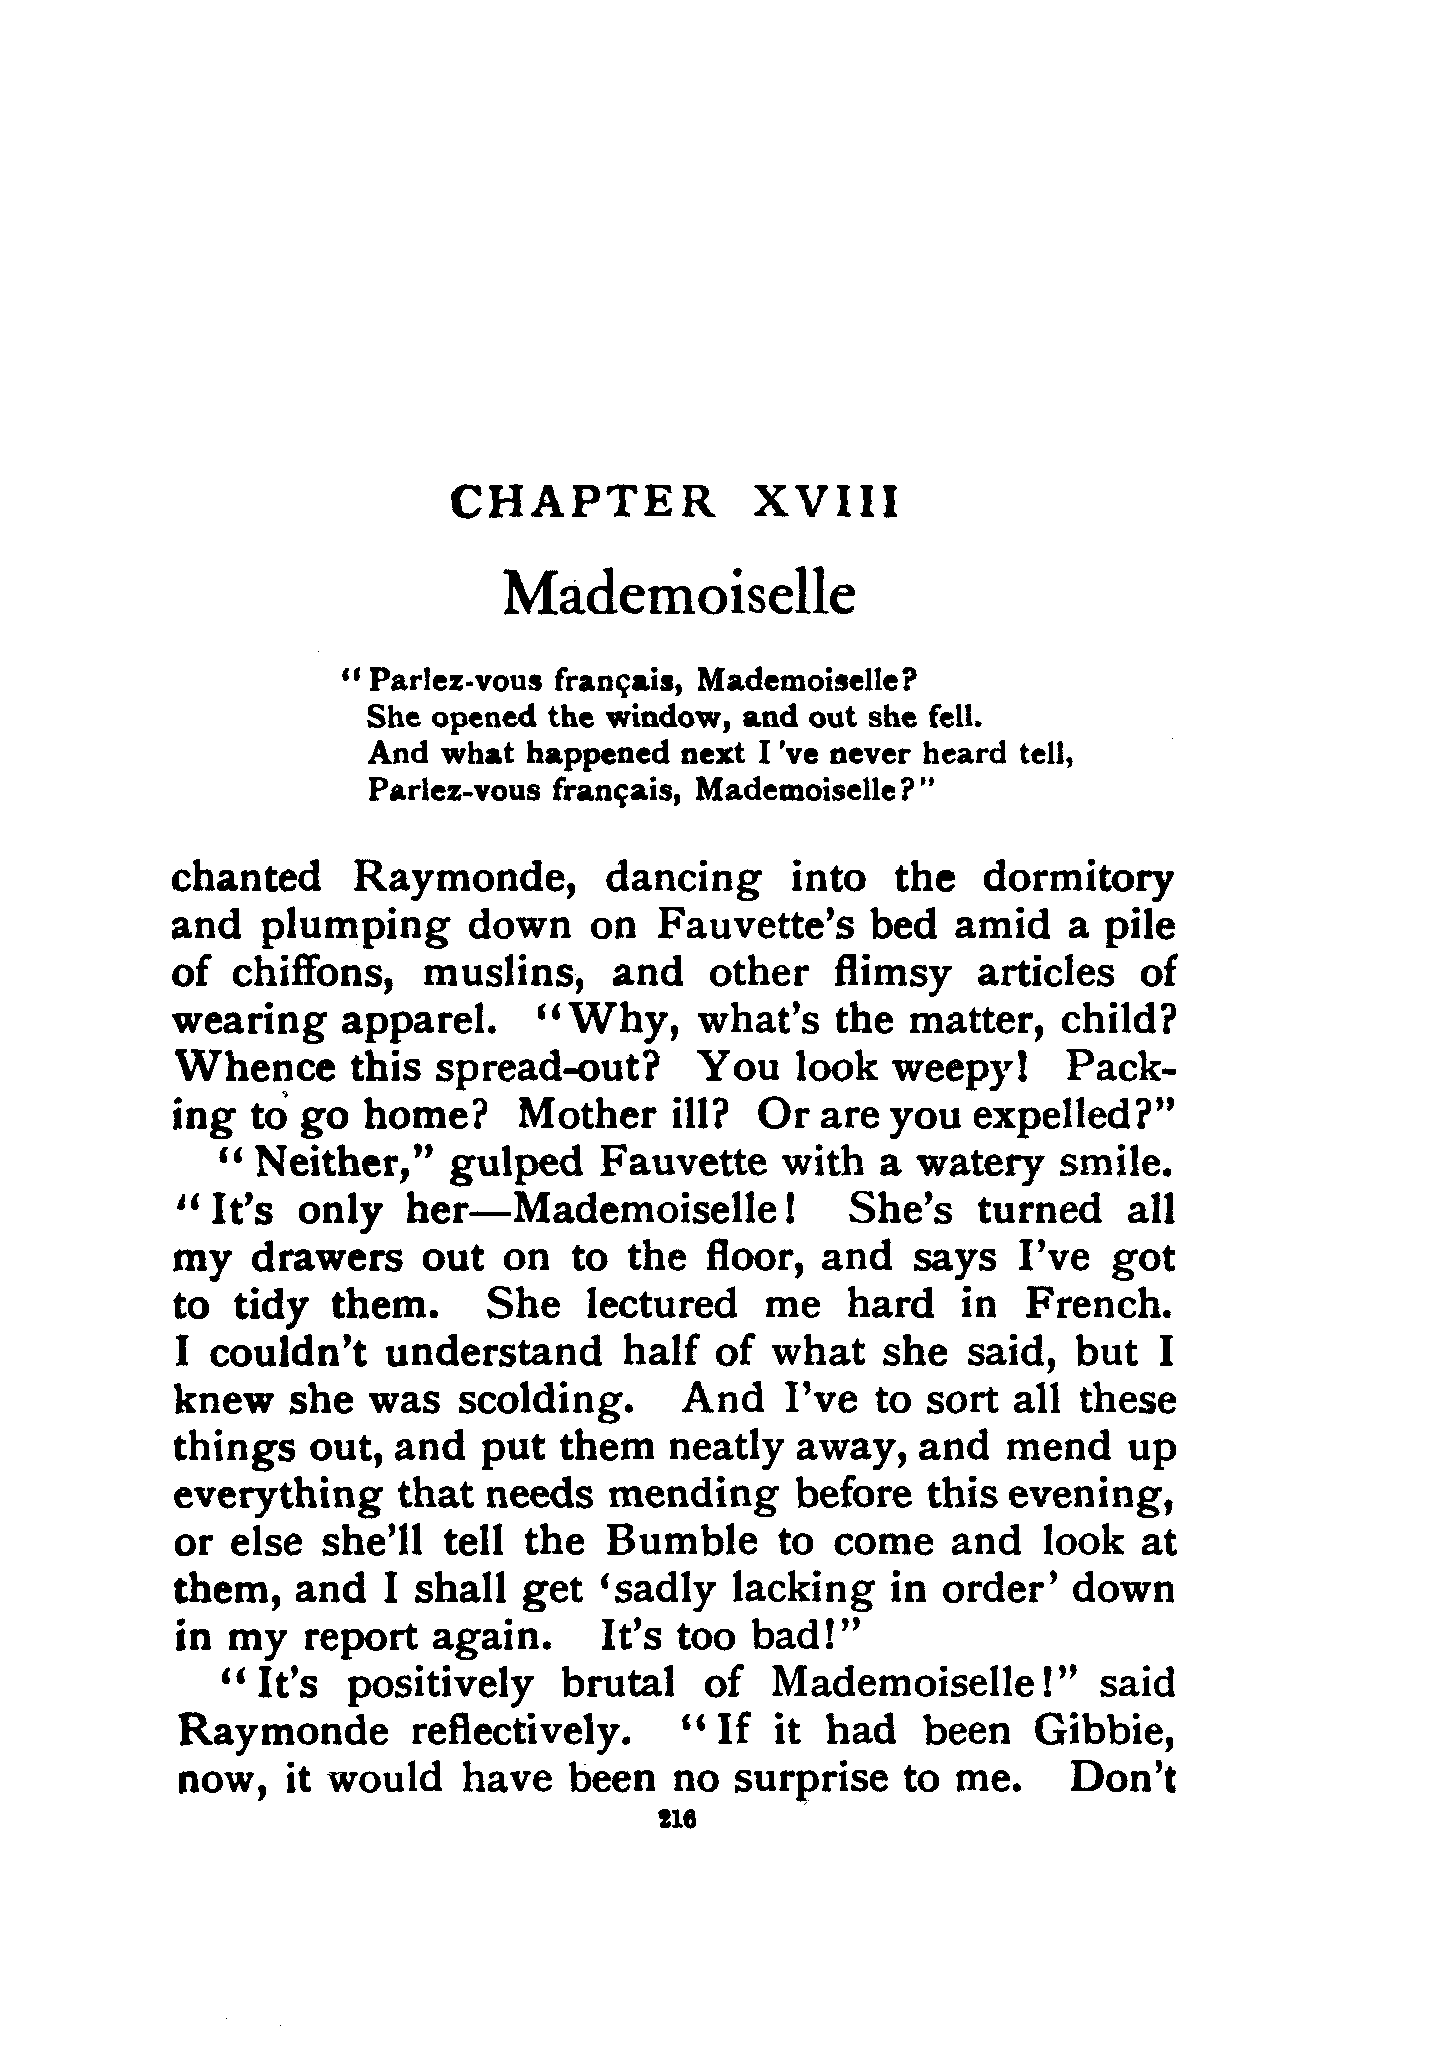 CHAPTER XVIII
Mademoiselle
"Parlez-vous français, Mademoiselle?
She opened the window, and out she fell.
And what happened next I've never heard tell,
Parlez-vous français, Mademoiselle?"
chanted Raymonde, dancing into the dormitory
and plumping down on Fauvette's bed amid a pile
of chiffons, muslins, and other flimsy articles of
wearing apparel. "Why, what's the matter, child?
Whence this spread-out? You look weepy! Pack-
ing to go home? Mother ill? Or are you expelled?"
"Neither," gulped Fauvette with a watery smile.
"It's only her—Mademoiselle! She's turned all
my drawers out on to the floor, and says I've got
to tidy them. She lectured me hard in French.
I couldn't understand half of what she said, but I
knew she was scolding. And I've to sort all these
things out, and put them neatly away, and mend up
everything that needs mending before this evening,
or else she'll tell the Bumble to come and look at
them, and I shall get 'sadly lacking in order' down
in my report again. It's too bad!"
"It's positively brutal of Mademoiselle!" said
Raymonde reflectively. "If it had been Gibbie,
now, it would have been no surprise to me. Don't
216